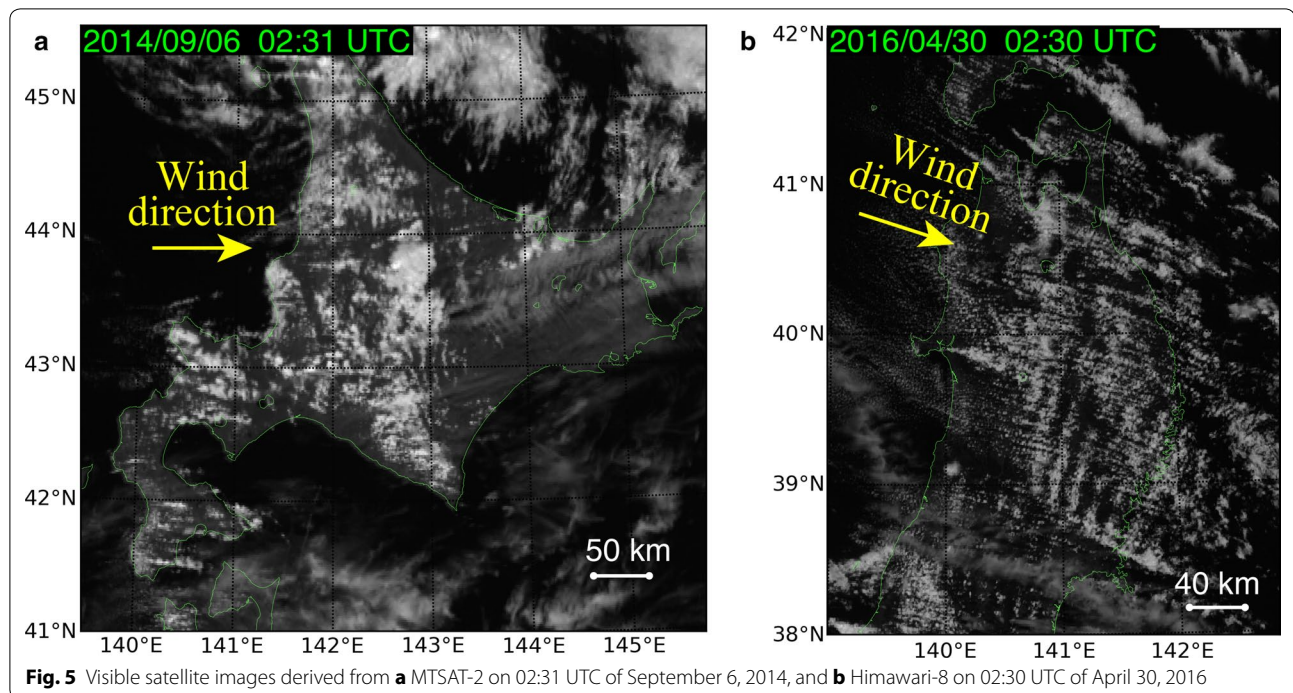 a
2014/09/06 02:31 UTC
45°N
44°N
43°N
42°N
41°N
Wind
direction
50 km
140°E 141°E 142°E 143°E 144°E 145°E
b
2016/04/30 02:30 UTC
42°N
41°N
40°N
39°N
38°N
Wind
direction
40 km
140°E 141°E 142°E
Fig. 5 Visible satellite images derived from a MTSAT-2 on 02:31 UTC of September 6, 2014, and b Himawari-8 on 02:30 UTC of April 30, 2016